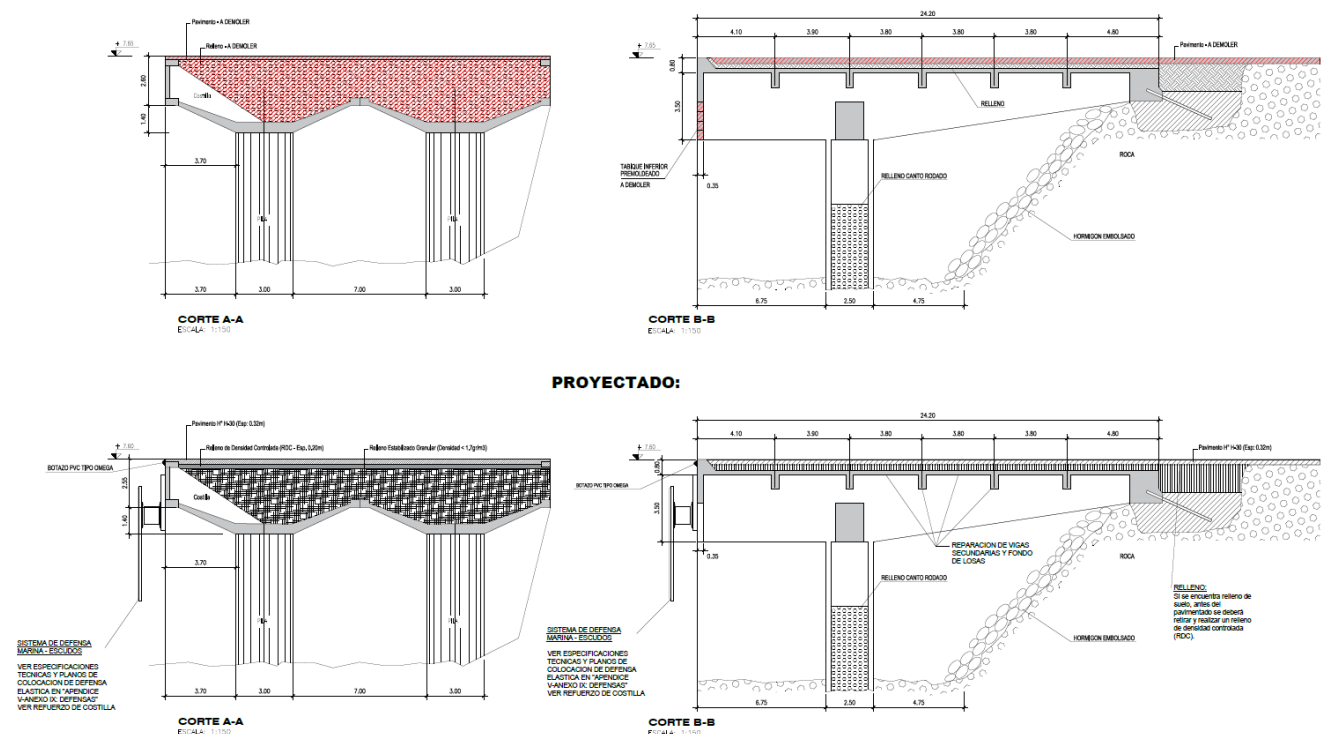 Pavimento - A DEMOLER
Relleno - A DEMOLER
+ 7.65
2.60
1.40
Costilla
3.70
PILA
PILA
3.70
3.00
7.00
3.00
CORTE A-A
ESCALA: 1:150
24.20
4.10
3.90
3.80
3.80
3.80
4.80
+ 7.65
Pavimento - A DEMOLER
0.80
3.50
RELLENO
TABIQUE INFERIOR
PREMOLDEADO
A DEMOLER
0.35
RELLENO CANTO RODADO
ROCA
HORMIGON EMBOLSADO
6.75
2.50
4.75
CORTE B-B
ESCALA: 1:150
PROYECTADO:
Pavimento Hº H-30 (Esp: 0.32m)
Relleno de Densidad Controlada (RDC - Esp, 0,20m)
Relleno Estabilizado Granular (Densidad < 1,7gr/m3)
+ 7.60
BOTAZO PVC TIPO OMEGA
2.55
1.40
Costilla
3.70
PILA
PILA
SISTEMA DE DEFENSA
MARINA - ESCUDOS
VER ESPECIFICACIONES
TECNICAS Y PLANOS DE
COLOCACION DE DEFENSA
ELASTICA EN "APENDICE
V-ANEXO IX: DEFENSAS"
VER REFUERZO DE COSTILLA
3.70
3.00
7.00
3.00
CORTE A-A
ESCALA: 1:150
24.20
4.10
3.90
3.80
3.80
3.80
4.80
+ 7.60
Pavimento Hº H-30 (Esp: 0.32m)
BOTAZO PVC TIPO OMEGA
0.80
3.50
0.35
REPARACION DE VIGAS
SECUNDARIAS Y FONDO
DE LOSAS
RELLENO CANTO RODADO
ROCA
RELLENO:
Si se encuentra relleno de
suelo, antes del
pavimentado se deberá
retirar y realizar un relleno
de densidad controlada
(RDC).
HORMIGON EMBOLSADO
SISTEMA DE DEFENSA
MARINA - ESCUDOS
VER ESPECIFICACIONES
TECNICAS Y PLANOS DE
COLOCACION DE DEFENSA
ELASTICA EN "APENDICE
V-ANEXO IX: DEFENSAS"
VER REFUERZO DE COSTILLA
6.75
2.50
4.75
CORTE B-B
ESCALA: 1:150